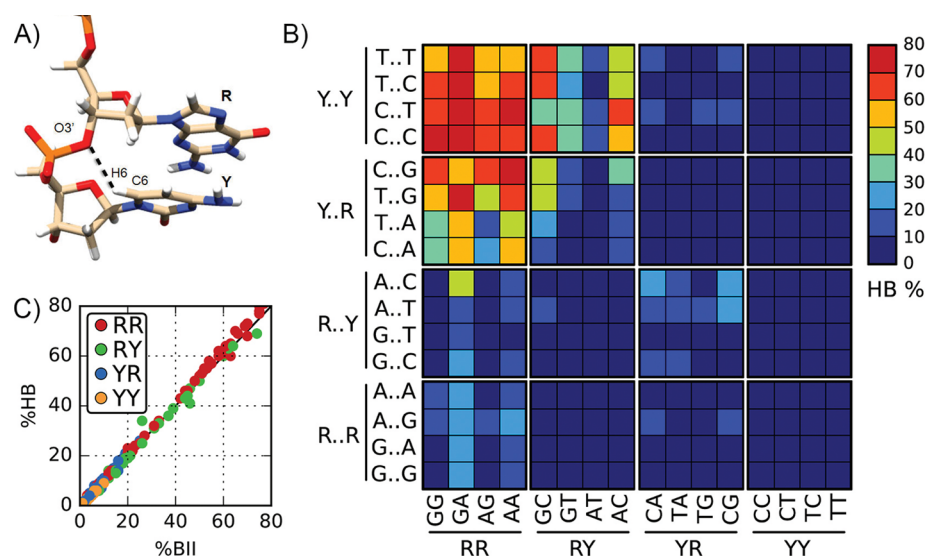 A)
R
O3'
H6
C6
Y
B)
Y..Y
T..T
T..C
C..T
C..C
Y..R
C..G
T..G
T..A
C..A
R..Y
A..C
A..T
G..T
G..C
R..R
A..A
A..G
G..A
G..G
GG GA AG AA GC GT AT AC CA TA TG CG CC CT TC TT
RR RY YR YY
80
70
60
50
40
30
20
10
0
HB %
C)
%HB
80
60
40
20
0
RR
RY
YR
YY
0 20 40 60 80
%BII